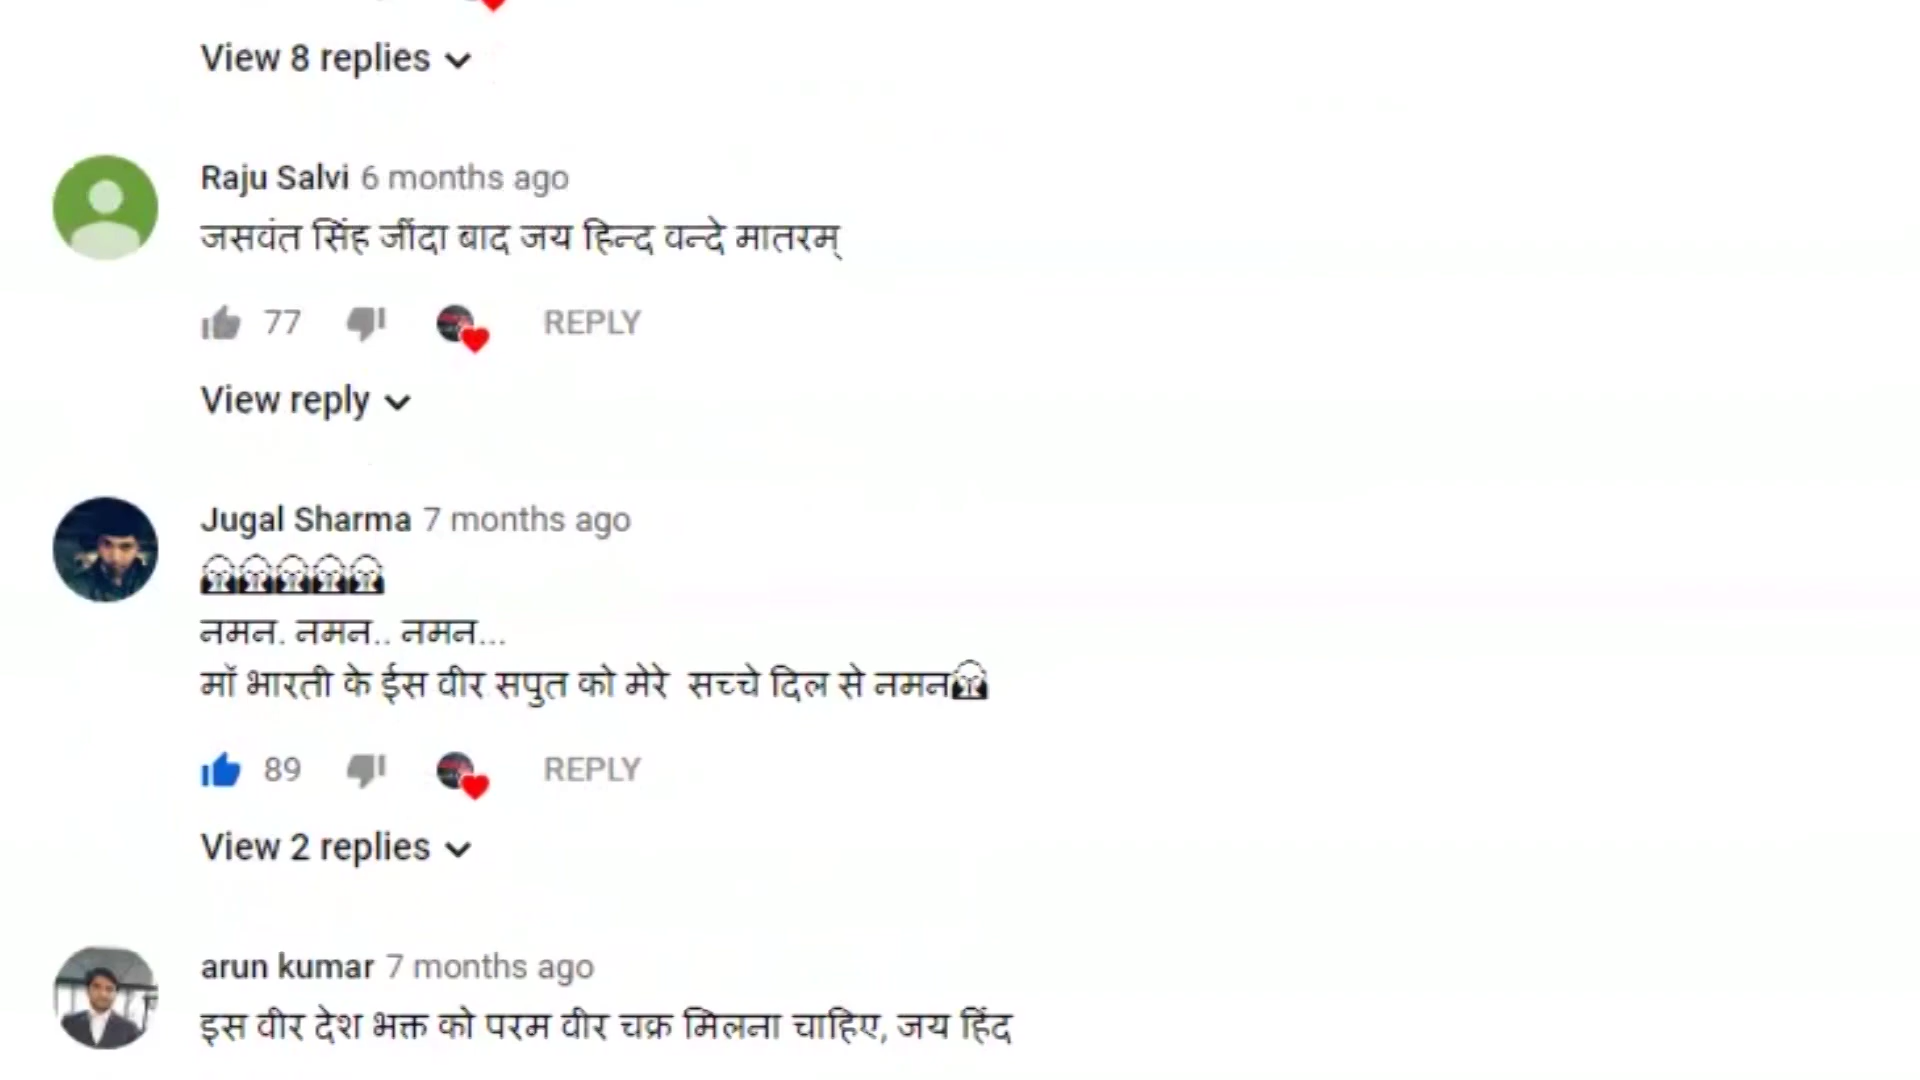 View 8 replies
Raju Salvi 6 months ago
जसवंत सिंह जींदा बाद जय हिन्द वन्दे मातरम्
77 REPLY
View reply
Jugal Sharma 7 months ago
नमन. नमन.. नमन...
मॉ भारती के ईस वीर सपुत को मेरे सच्चे दिल से नमन
89 REPLY
View 2 replies
arun kumar 7 months ago
इस वीर देश भक्त को परम वीर चक्र मिलना चाहिए, जय हिंद